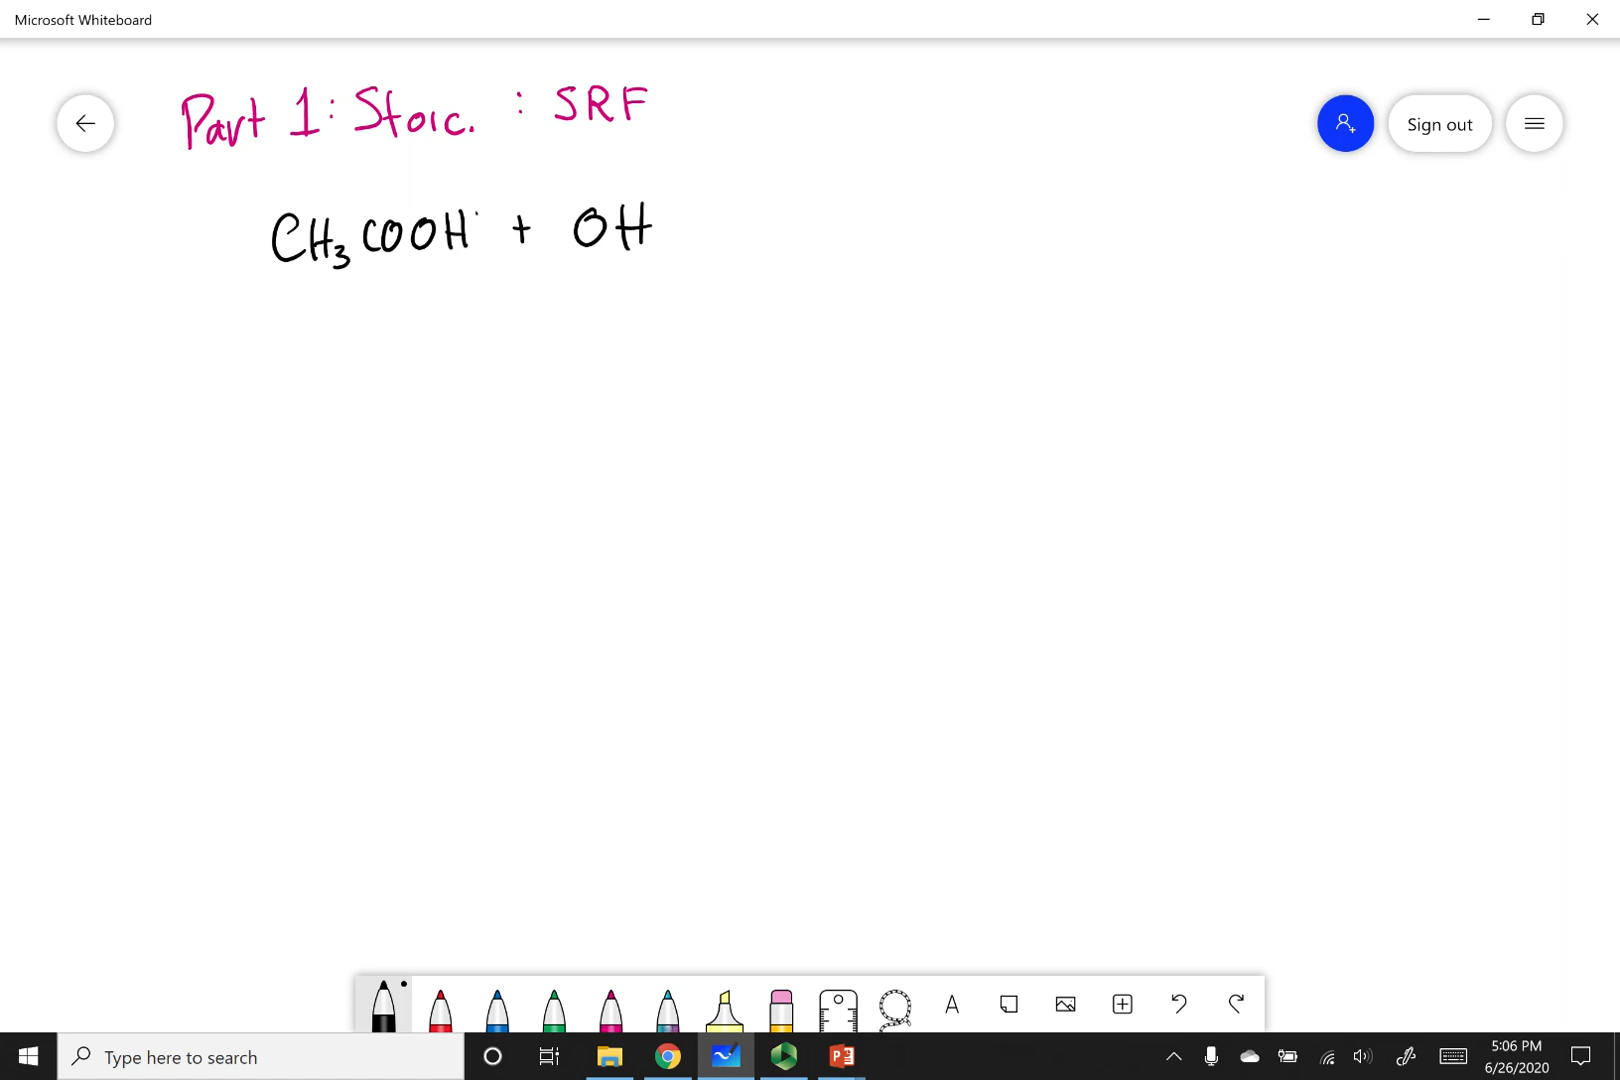 Microsoft Whiteboard
Part 1: Stoic. : SRF
Sign out
CH₃COOH + OH
A
Type here to search
5:06 PM
6/26/2020